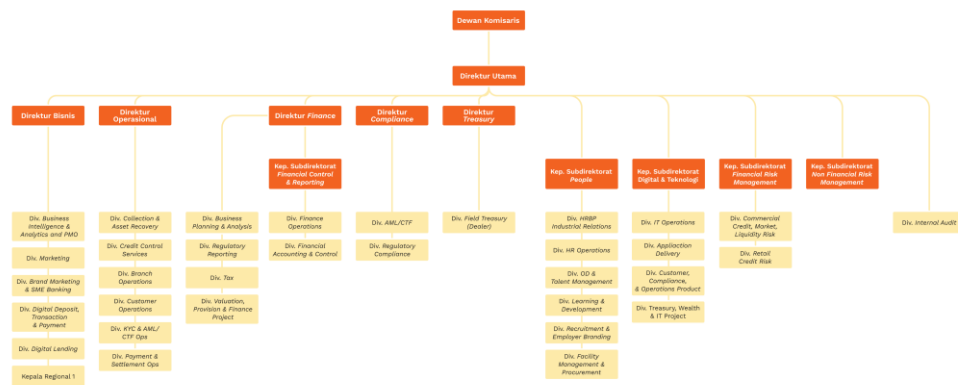 Dewan Komisaris
Direktur Utama
Direktur Bisnis
Direktur
Operasional
Direktur Finance
Direktur
Compliance
Direktur
Treasury
Kep. Subdirektorat
Financial Control
& Reporting
Kep. Subdirektorat
People
Kep. Subdirektorat
Digital & Teknologi
Kep. Subdirektorat
Financial Risk
Management
Kep. Subdirektorat
Non Financial Risk
Management
Div. Business
Intelligence &
Analytics and PMO
Div. Marketing
Div. Brand Marketing
& SME Banking
Div. Digital Deposit,
Transaction
& Payment
Div. Digital Lending
Kepala Regional 1
Div. Collection &
Asset Recovery
Div. Credit Control
Services
Div. Branch
Operations
Div. Customer
Operations
Div. KYC & AML/
CTF Ops
Div. Payment &
Settlement Ops
Div. Business
Planning & Analysis
Div. Regulatory
Reporting
Div. Tax
Div. Valuation,
Provision & Finance
Project
Div. Finance
Operations
Div. Financial
Accounting & Control
Div. AML/CTF
Div. Regulatory
Compliance
Div. Field Treasury
(Dealer)
Div. HRBP
Industrial Relations
Div. HR Operations
Div. OD &
Talent Management
Div. Learning &
Development
Div. Recruitment &
Employer Branding
Div. Facility
Management &
Procurement
Div. IT Operations
Div. Appliaction
Delivery
Div. Customer,
Compliance,
& Operations Product
Div. Treasury, Wealth
& IT Project
Div. Commercial
Credit, Market,
Liquidity Risk
Div. Retail
Credit Risk
Div. Internal Audit